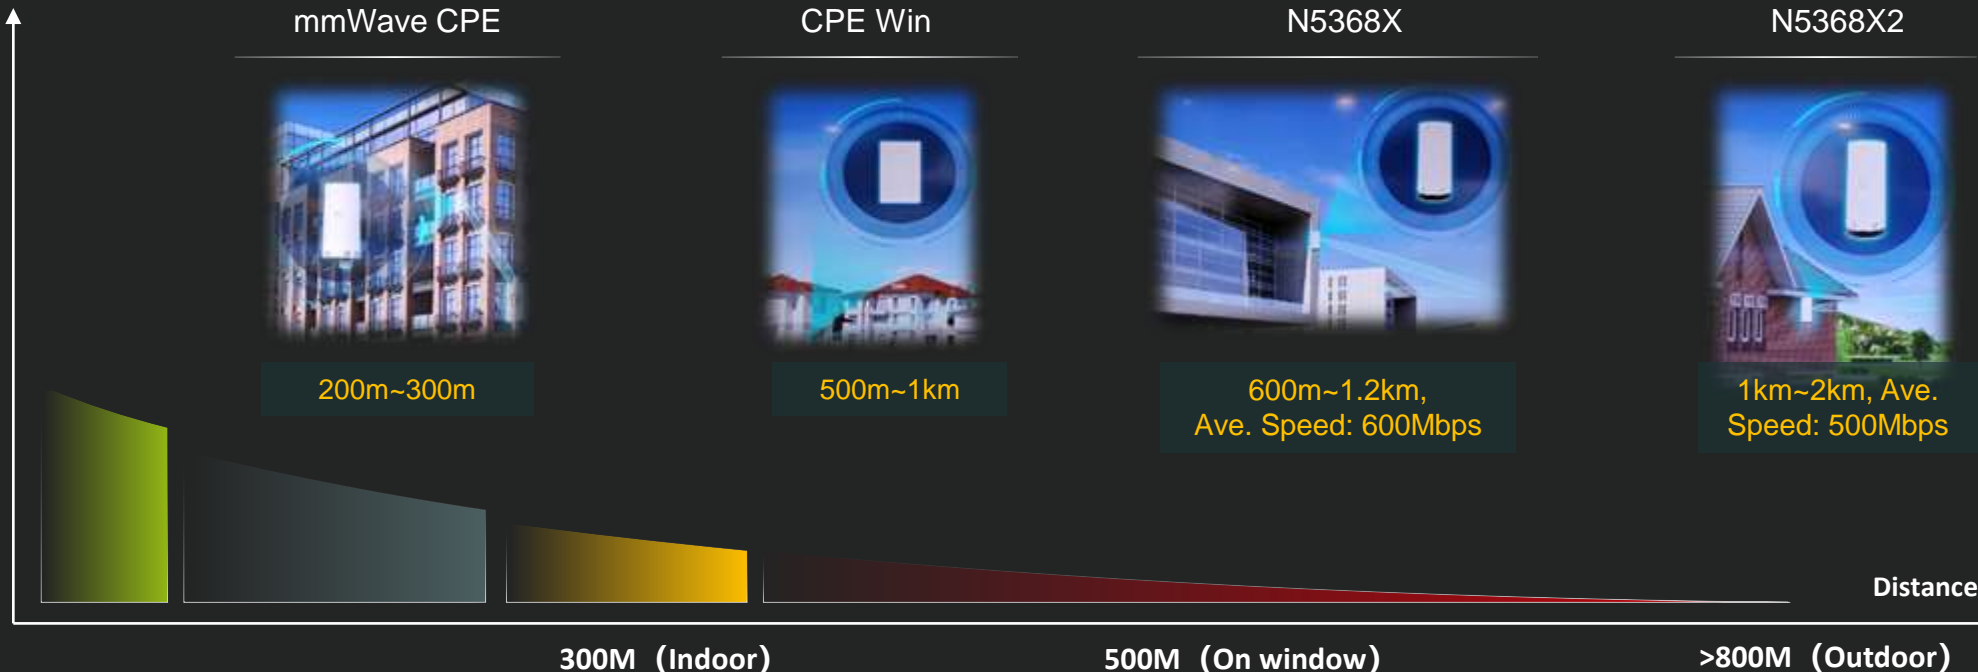 mmWave CPE
CPE Win
N5368X
N5368X2
200m~300m
500m~1km
600m~1.2km,
Ave. Speed: 600Mbps
1km~2km, Ave.
Speed: 500Mbps
Distance
300M（Indoor）
500M（On window）
>800M（Outdoor）